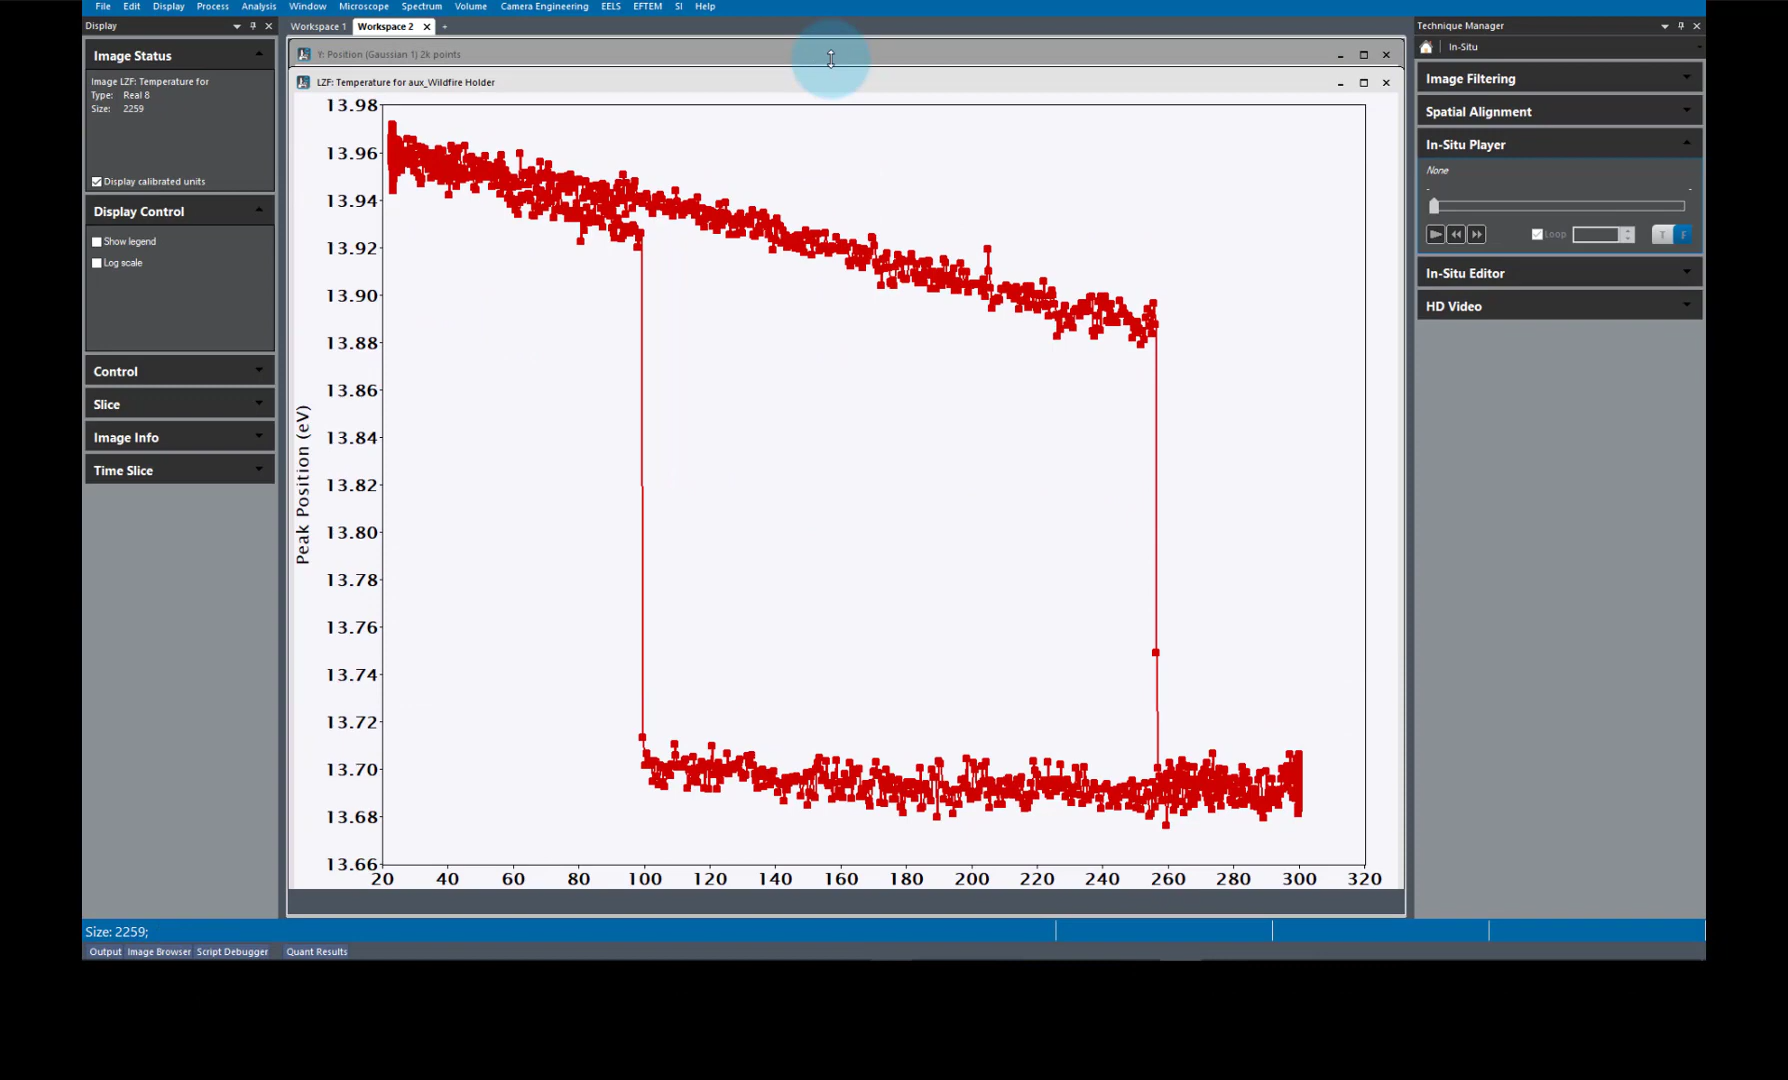 File Edit Display Process Analysis Window Microscope Spectrum Volume Camera Engineering EELS EFTEM SI Help
Display
Workspace 1 Workspace 2 +
Technique Manager
In-Situ
Image Status
Image LZF: Temperature for
Type: Real 8
Size: 2259
Display calibrated units
Display Control
Show legend
Log scale
Control
Slice
Image Info
Time Slice
Y: Position (Gaussian 1) 2k points
LZF: Temperature for aux_Wildfire Holder
13.98
13.96
13.94
13.92
13.90
13.88
13.86
13.84
13.82
13.80
13.78
13.76
13.74
13.72
13.70
13.68
13.66
Peak Position (eV)
20 40 60 80 100 120 140 160 180 200 220 240 260 280 300 320
Image Filtering
Spatial Alignment
In-Situ Player
None
- -
Loop T F
In-Situ Editor
HD Video
Size: 2259;
Output Image Browser Script Debugger Quant Results